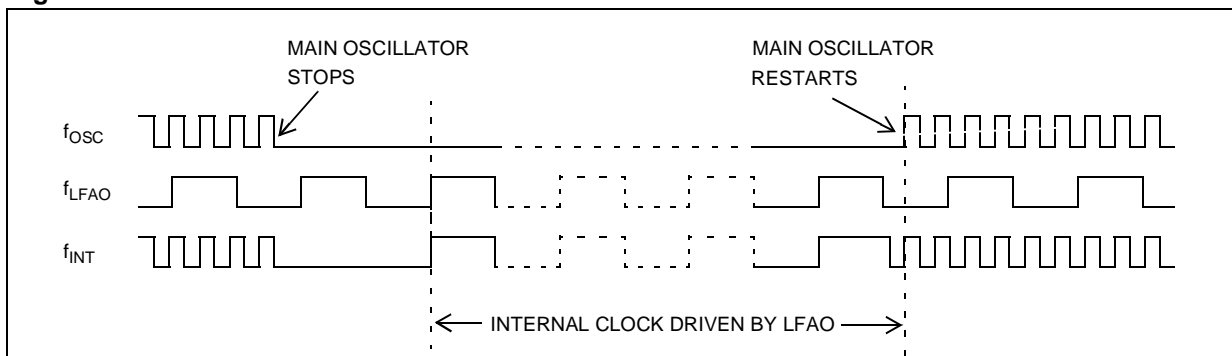 MAIN OSCILLATOR
STOPS
MAIN OSCILLATOR
RESTARTS
fOSC
fLFAO
fINT
INTERNAL CLOCK DRIVEN BY LFAO